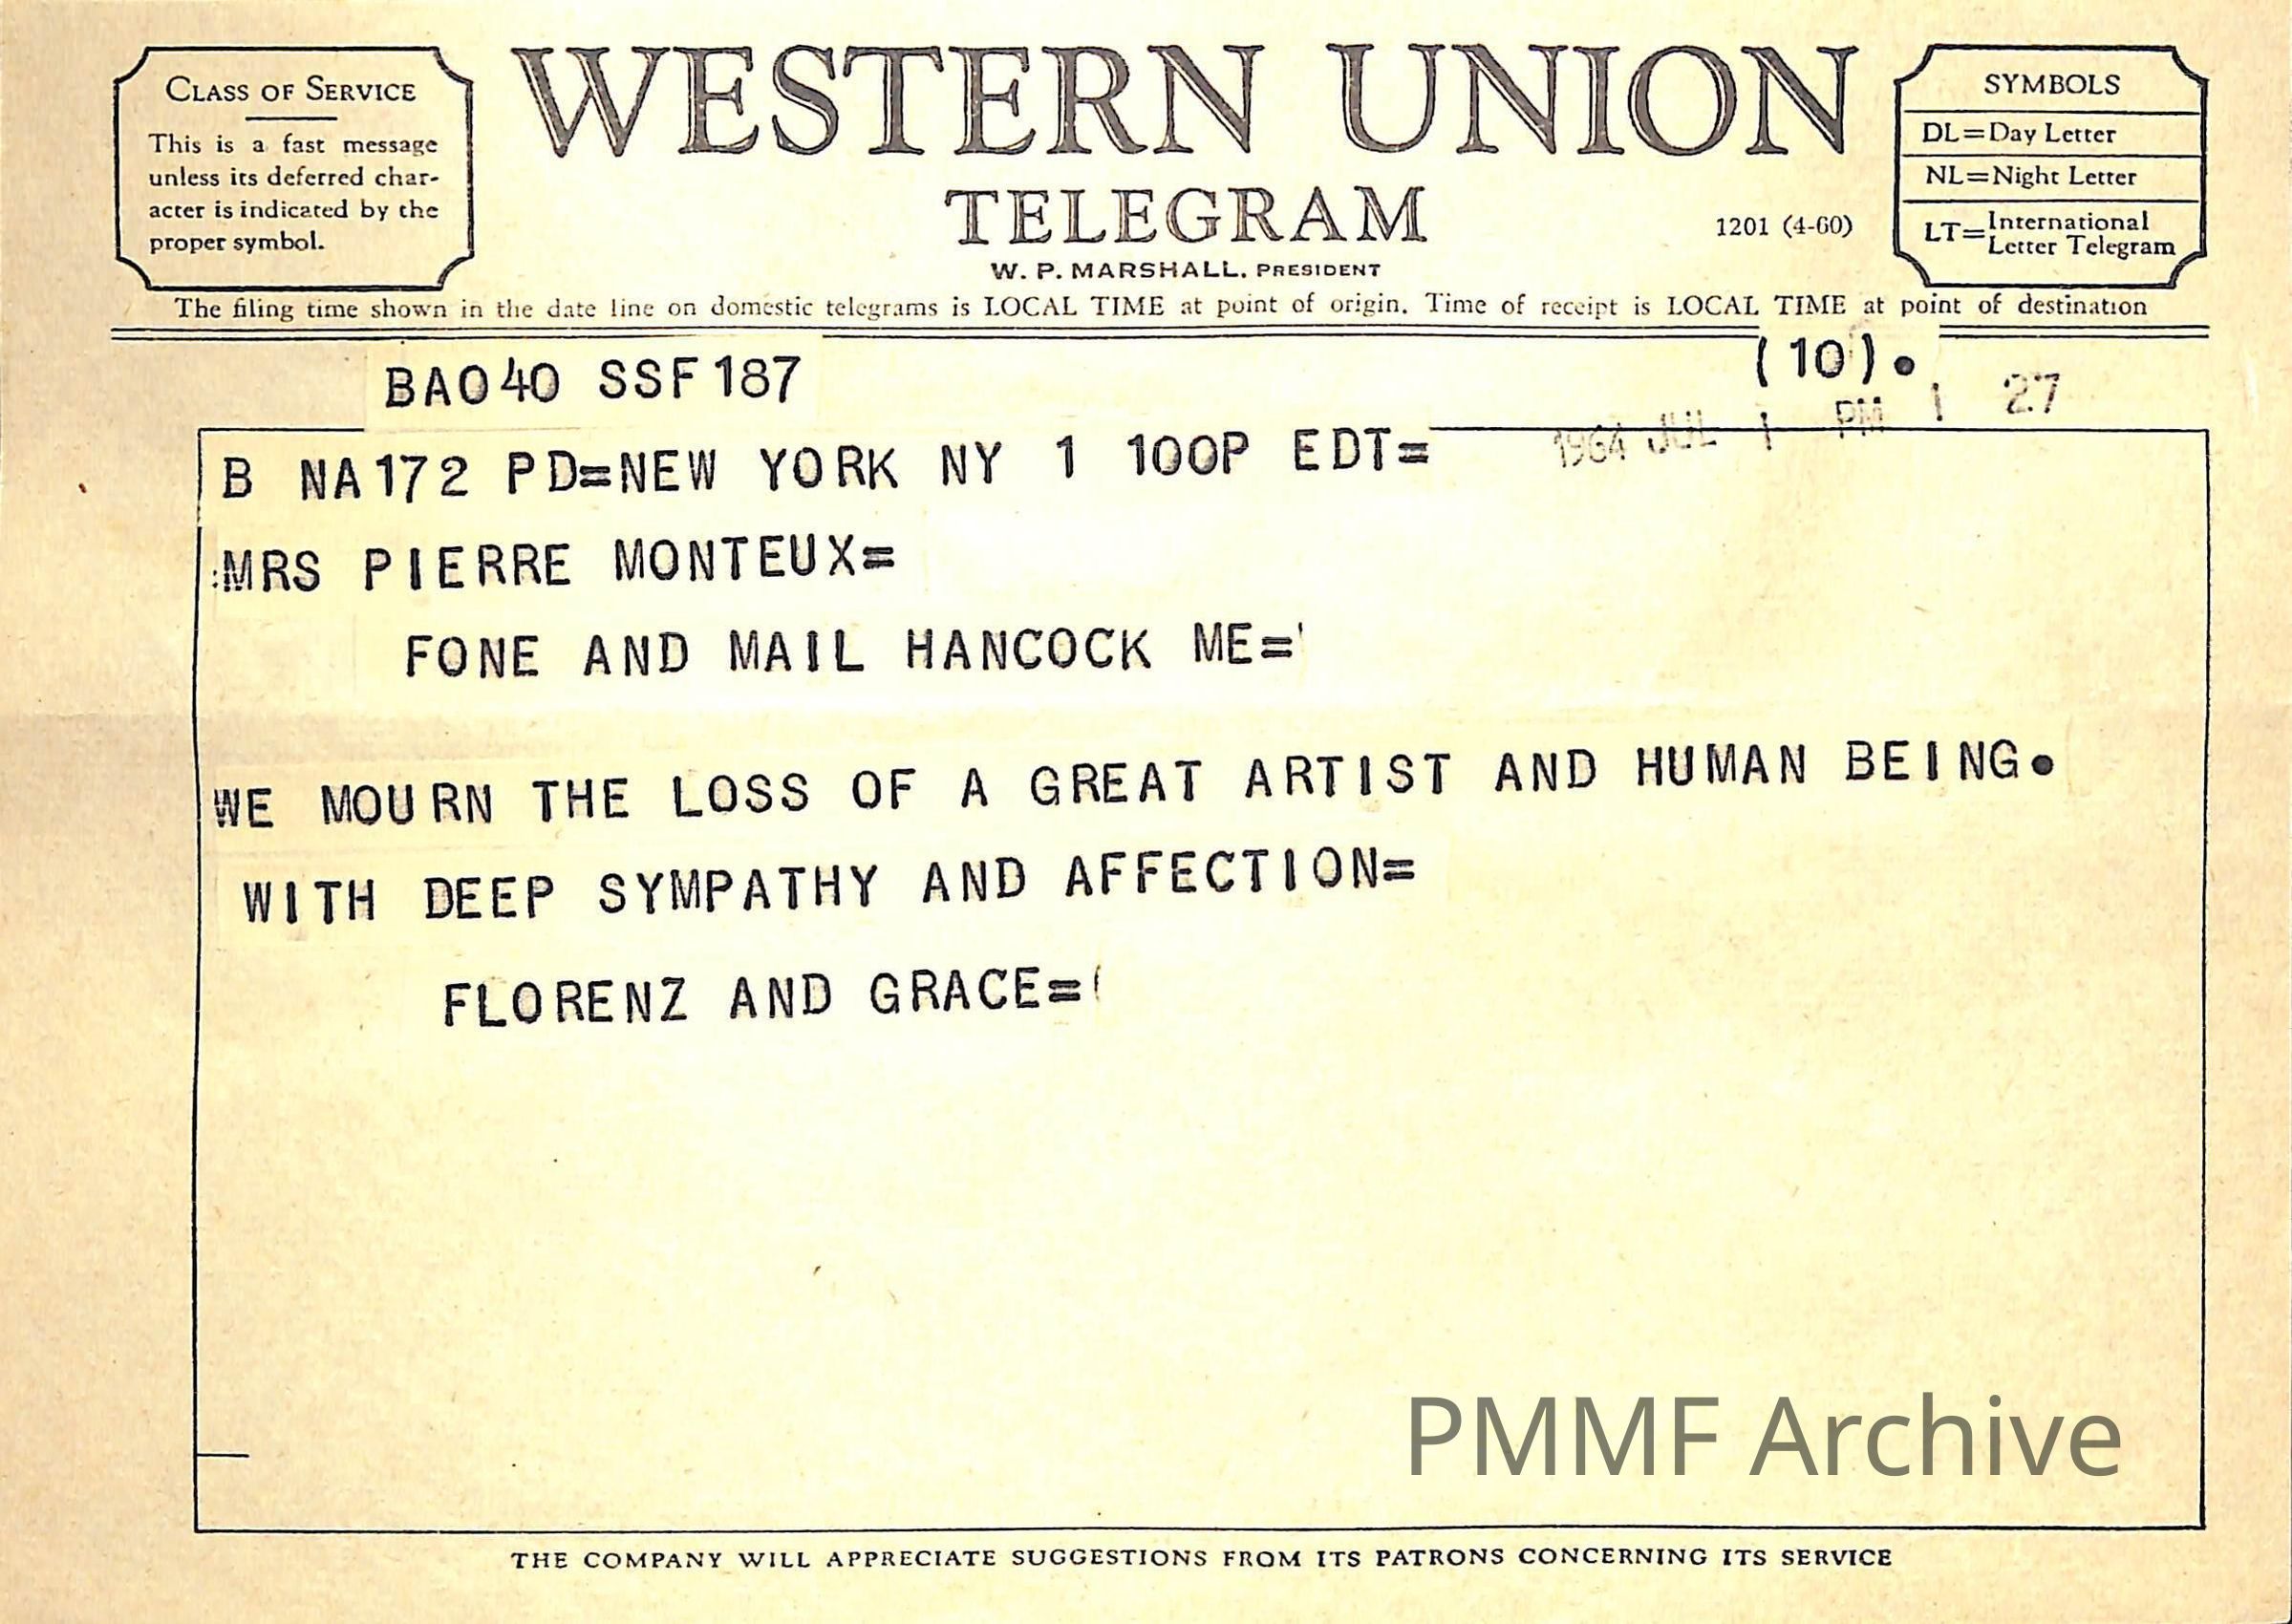 CLASS OF SERVICE
This is a fast message
unless its deferred char-
acter is indicated by the
proper symbol.
WESTERN UNION
TELEGRAM
W. P. MARSHALL, PRESIDENT
1201 (4-60)
SYMBOLS
DL=Day Letter
NL=Night Letter
LT=International
Letter Telegram
The filing time shown in the date line on domestic telegrams is LOCAL TIME at point of origin. Time of receipt is LOCAL TIME at point of destination
BA040 SSF187
(10).
1964 JUL 1 PM 1 27
B NA172 PD=NEW YORK NY 1 100P EDT=
:MRS PIERRE MONTEUX=
FONE AND MAIL HANCOCK ME='
WE MOURN THE LOSS OF A GREAT ARTIST AND HUMAN BEING.
WITH DEEP SYMPATHY AND AFFECTION=
FLORENZ AND GRACE=(
PMMF Archive
THE COMPANY WILL APPRECIATE SUGGESTIONS FROM ITS PATRONS CONCERNING ITS SERVICE